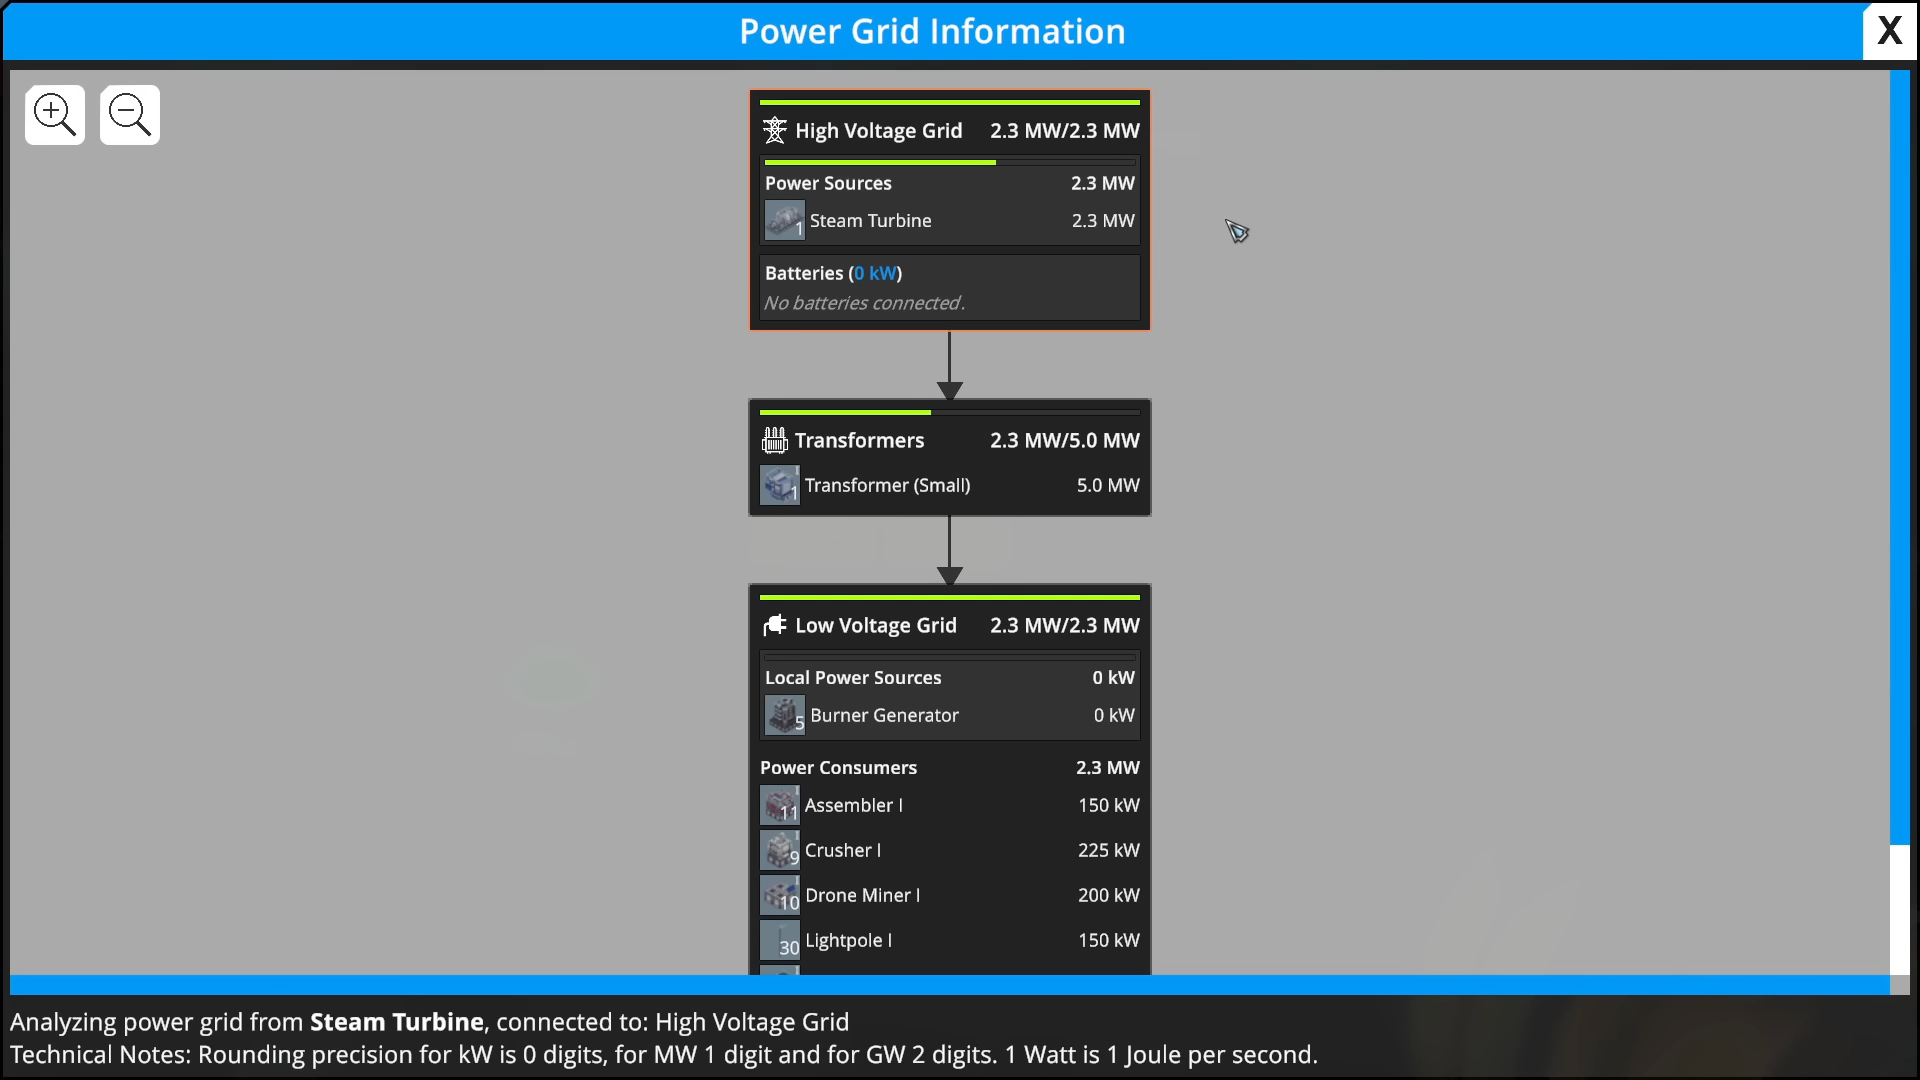 Power Grid Information
X
High Voltage Grid 2.3 MW/2.3 MW
Power Sources 2.3 MW
1 Steam Turbine 2.3 MW
Batteries (0 kW)
No batteries connected.
Transformers 2.3 MW/5.0 MW
1 Transformer (Small) 5.0 MW
Low Voltage Grid 2.3 MW/2.3 MW
Local Power Sources 0 kW
5 Burner Generator 0 kW
Power Consumers 2.3 MW
11 Assembler I 150 kW
9 Crusher I 225 kW
10 Drone Miner I 200 kW
30 Lightpole I 150 kW
Analyzing power grid from Steam Turbine, connected to: High Voltage Grid
Technical Notes: Rounding precision for kW is 0 digits, for MW 1 digit and for GW 2 digits. 1 Watt is 1 Joule per second.